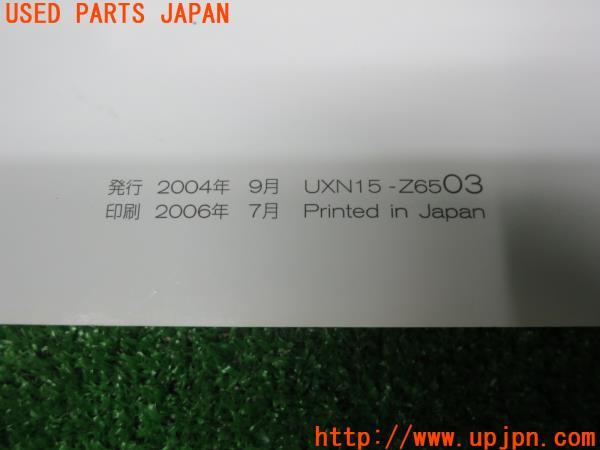 USED PARTS JAPAN
発行 2004年 9月 UXN15-Z6503
印刷 2006年 7月 Printed in Japan
http://www.upjpn.com